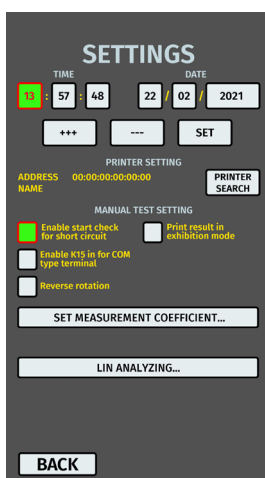 SETTINGS
TIME DATE
13 : 57 : 48 22 / 02 / 2021
+++ --- SET
PRINTER SETTING
ADDRESS 00:00:00:00:00:00
NAME
PRINTER
SEARCH
MANUAL TEST SETTING
Enable start check
for short circuit
Print result in
exhibition mode
Enable K15 in for COM
type terminal
Reverse rotation
SET MEASUREMENT COEFFICIENT...
LIN ANALYZING...
BACK